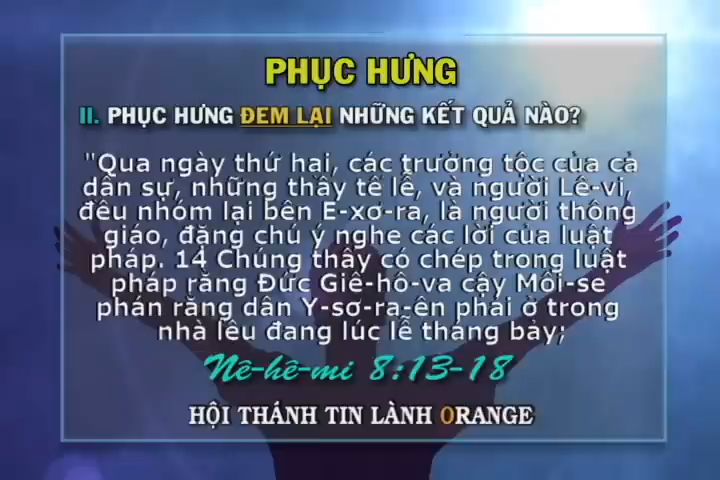 PHỤC HƯNG
II. PHỤC HƯNG ĐEM LẠI NHỮNG KẾT QUẢ NÀO?
"Qua ngày thứ hai, các trưởng tộc của cả
dân sự, những thầy tế lễ, và người Lê-vi,
đều nhóm lại bên E-xơ-ra, là người thông
giáo, đặng chú ý nghe các lời của luật
pháp. 14 Chúng thấy có chép trong luật
pháp rằng Đức Giê-hô-va cậy Môi-se
phán rằng dân Y-sơ-ra-ên phải ở trong
nhà lều đang lúc lễ tháng bảy;
Nê-hê-mi 8:13-18
HỘI THÁNH TIN LÀNH ORANGE